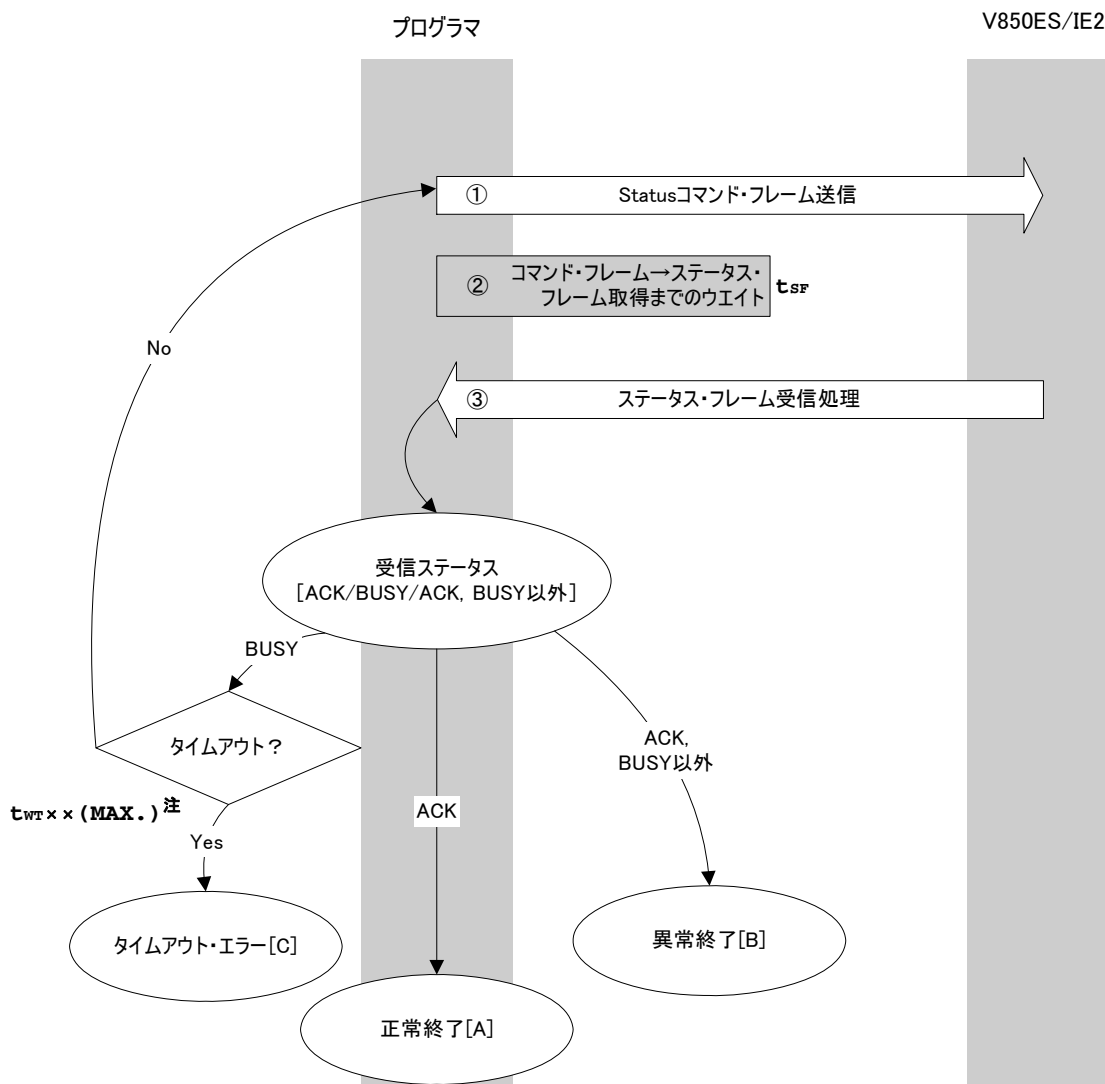 プログラマ
V850ES/IE2
① Statusコマンド・フレーム送信
② コマンド・フレーム→ステータス・
フレーム取得までのウエイト
tSF
No
③ ステータス・フレーム受信処理
受信ステータス
[ACK/BUSY/ACK, BUSY以外]
BUSY
タイムアウト？
ACK,
BUSY以外
tWT××(MAX.)注
ACK
Yes
タイムアウト・エラー[C]
異常終了[B]
正常終了[A]